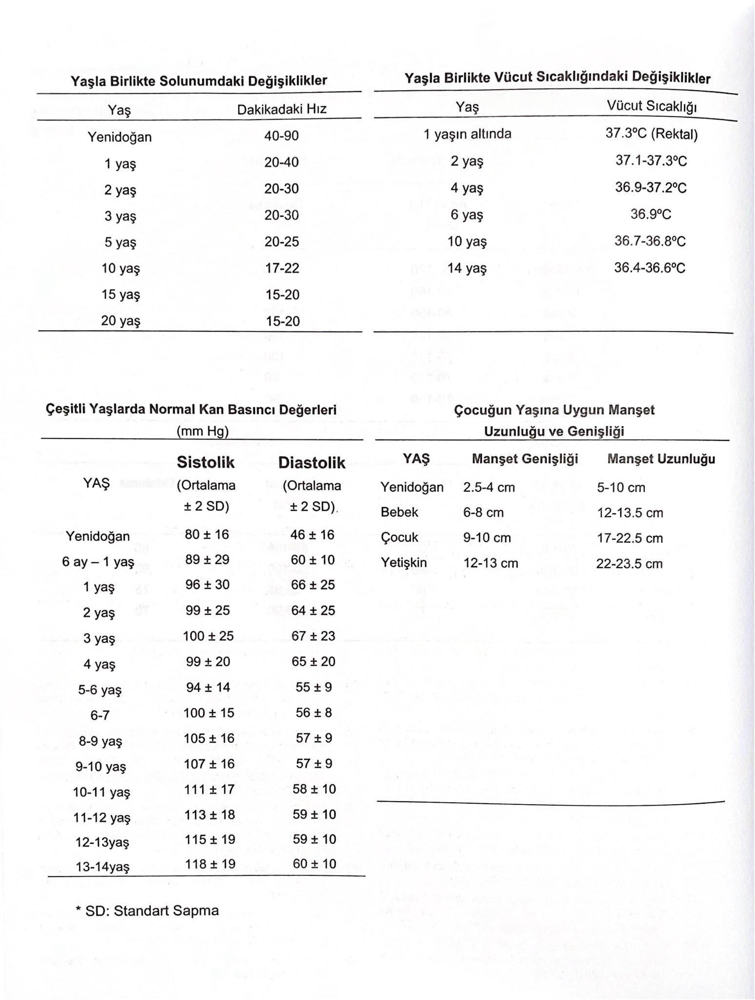 Yaşla Birlikte Solunumdaki Değişiklikler
Yaş Dakikadaki Hız
Yenidoğan 40-90
1 yaş 20-40
2 yaş 20-30
3 yaş 20-30
5 yaş 20-25
10 yaş 17-22
15 yaş 15-20
20 yaş 15-20
Yaşla Birlikte Vücut Sıcaklığındaki Değişiklikler
Yaş Vücut Sıcaklığı
1 yaşın altında 37.3ºC (Rektal)
2 yaş 37.1-37.3ºC
4 yaş 36.9-37.2ºC
6 yaş 36.9ºC
10 yaş 36.7-36.8ºC
14 yaş 36.4-36.6ºC
Çeşitli Yaşlarda Normal Kan Basıncı Değerleri
(mm Hg)
Sistolik Diastolik
YAŞ (Ortalama (Ortalama
± 2 SD) ± 2 SD).
Yenidoğan 80 ± 16 46 ± 16
6 ay – 1 yaş 89 ± 29 60 ± 10
1 yaş 96 ± 30 66 ± 25
2 yaş 99 ± 25 64 ± 25
3 yaş 100 ± 25 67 ± 23
4 yaş 99 ± 20 65 ± 20
5-6 yaş 94 ± 14 55 ± 9
6-7 100 ± 15 56 ± 8
8-9 yaş 105 ± 16 57 ± 9
9-10 yaş 107 ± 16 57 ± 9
10-11 yaş 111 ± 17 58 ± 10
11-12 yaş 113 ± 18 59 ± 10
12-13yaş 115 ± 19 59 ± 10
13-14yaş 118 ± 19 60 ± 10
* SD: Standart Sapma
Çocuğun Yaşına Uygun Manşet
Uzunluğu ve Genişliği
YAŞ Manşet Genişliği Manşet Uzunluğu
Yenidoğan 2.5-4 cm 5-10 cm
Bebek 6-8 cm 12-13.5 cm
Çocuk 9-10 cm 17-22.5 cm
Yetişkin 12-13 cm 22-23.5 cm